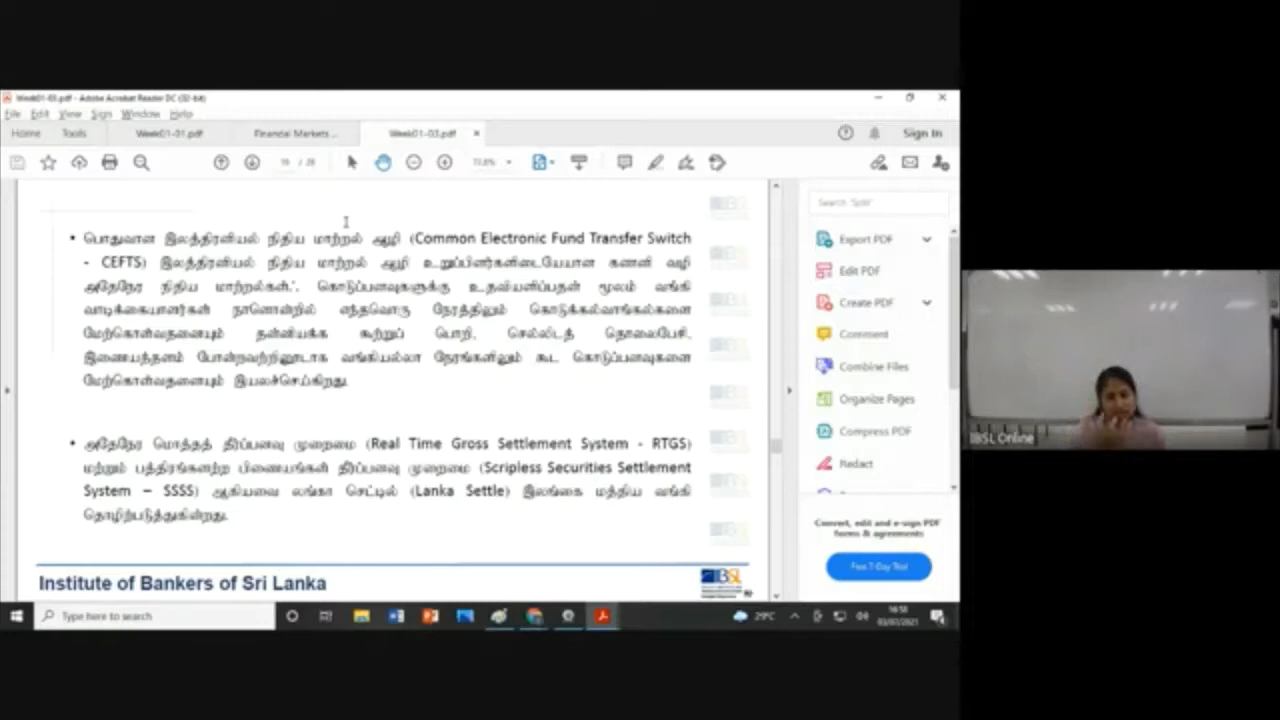 Week01-03.pdf - Adobe Acrobat Reader DC (32-bit)
File Edit View Sign Window Help
Home Tools Week01-01.pdf Financial Markets ... Week01-03.pdf × Sign In
• பொதுவான இலத்திரனியல் நிதிய மாற்றல் ஆழி (Common Electronic Fund Transfer Switch
- CEFTS) இலத்திரனியல் நிதிய மாற்றல் ஆழி உறுப்பினர்களிடையேயான கணனி வழி
அதேநேர நிதிய மாற்றல்கள், கொடுப்பனவுகளுக்கு உதவியளிப்பதன் மூலம் வங்கி
வாடிக்கையாளர்கள் நாளொன்றில் எந்தவொரு நேரத்திலும் கொடுக்கல்வாங்கல்களை
மேற்கொள்வதனையும் தன்னியக்க கூற்றுப் பொறி, செல்லிடத் தொலைபேசி,
இணையத்தளம் போன்றவற்றினூடாக வங்கியல்லா நேரங்களிலும் கூட கொடுப்பனவுகளை
மேற்கொள்வதனையும் இயலச்செய்கிறது.
• அதேநேர மொத்தத் தீர்ப்பனவு முறைமை (Real Time Gross Settlement System - RTGS)
மற்றும் பத்திரங்களற்ற பிணையங்கள் தீர்ப்பனவு முறைமை (Scripless Securities Settlement
System – SSSS) ஆகியவை லங்கா செட்டில் (Lanka Settle) இலங்கை மத்திய வங்கி
தொழிற்படுத்துகின்றது.
Institute of Bankers of Sri Lanka
IBSL
Search 'Split'
Export PDF
Edit PDF
Create PDF
Comment
Combine Files
Organize Pages
Compress PDF
Redact
Convert, edit and e-sign PDF
forms & agreements
Free 7-Day Trial
IBSL Online
Type here to search
29°C
03/07/2021